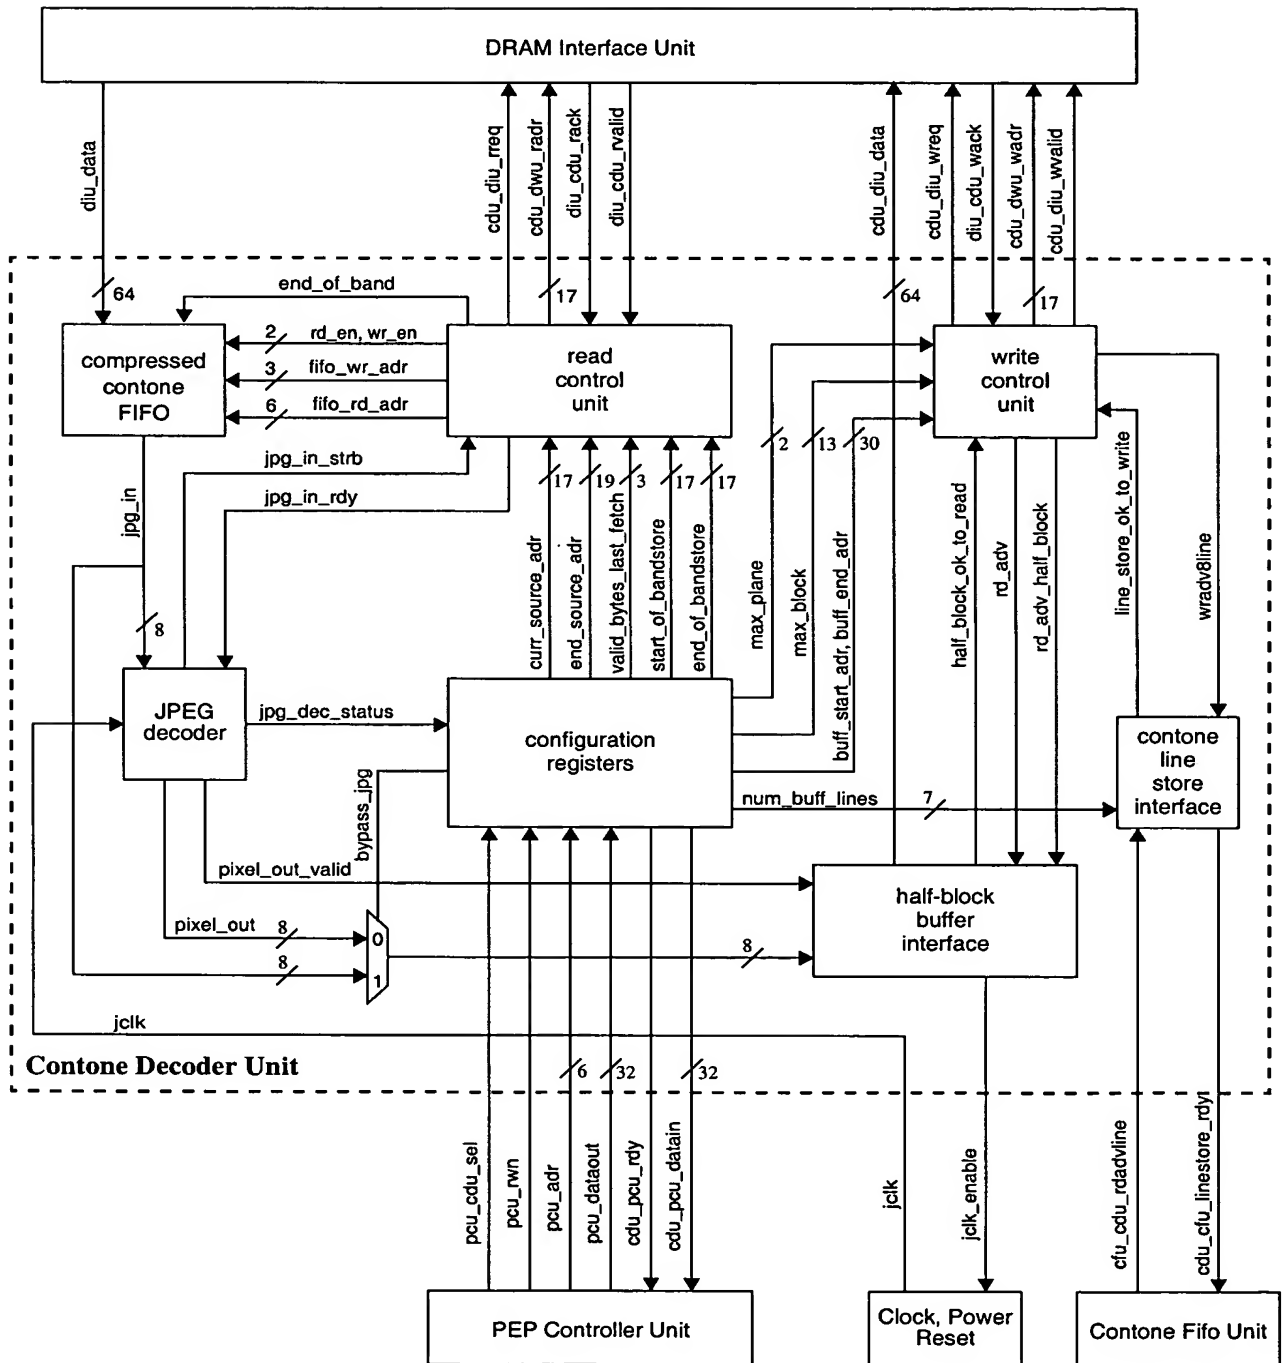 DRAM Interface Unit
diu_data
cdu_diu_rreq
cdu_dwu_radr
diu_cdu_rack
diu_cdu_rvalid
cdu_diu_data
cdu_diu_wreq
diu_cdu_wack
cdu_dwu_wadr
cdu_diu_wvalid
64
end_of_band
17
64
17
compressed
contone
FIFO
2
rd_en, wr_en
3
fifo_wr_adr
6
fifo_rd_adr
read
control
unit
write
control
unit
2
13
30
jpg_in
jpg_in_strb
jpg_in_rdy
17
19
3
17
17
curr_source_adr
end_source_adr
valid_bytes_last_fetch
start_of_bandstore
end_of_bandstore
max_plane
max_block
buff_start_adr, buff_end_adr
half_block_ok_to_read
rd_adv
rd_adv_half_block
line_store_ok_to_write
wradv8line
8
JPEG
decoder
jpg_dec_status
configuration
registers
contone
line
store
interface
bypass_jpg
num_buff_lines
7
pixel_out_valid
half-block
buffer
interface
pixel_out
8
0
8
1
8
jclk
Contone Decoder Unit
6
32
32
pcu_cdu_sel
pcu_rwn
pcu_adr
pcu_dataout
cdu_pcu_rdy
cdu_pcu_datain
jclk
jclk_enable
cfu_cdu_rdadvline
cdu_cfu_linestore_rdy
PEP Controller Unit
Clock, Power
Reset
Contone Fifo Unit